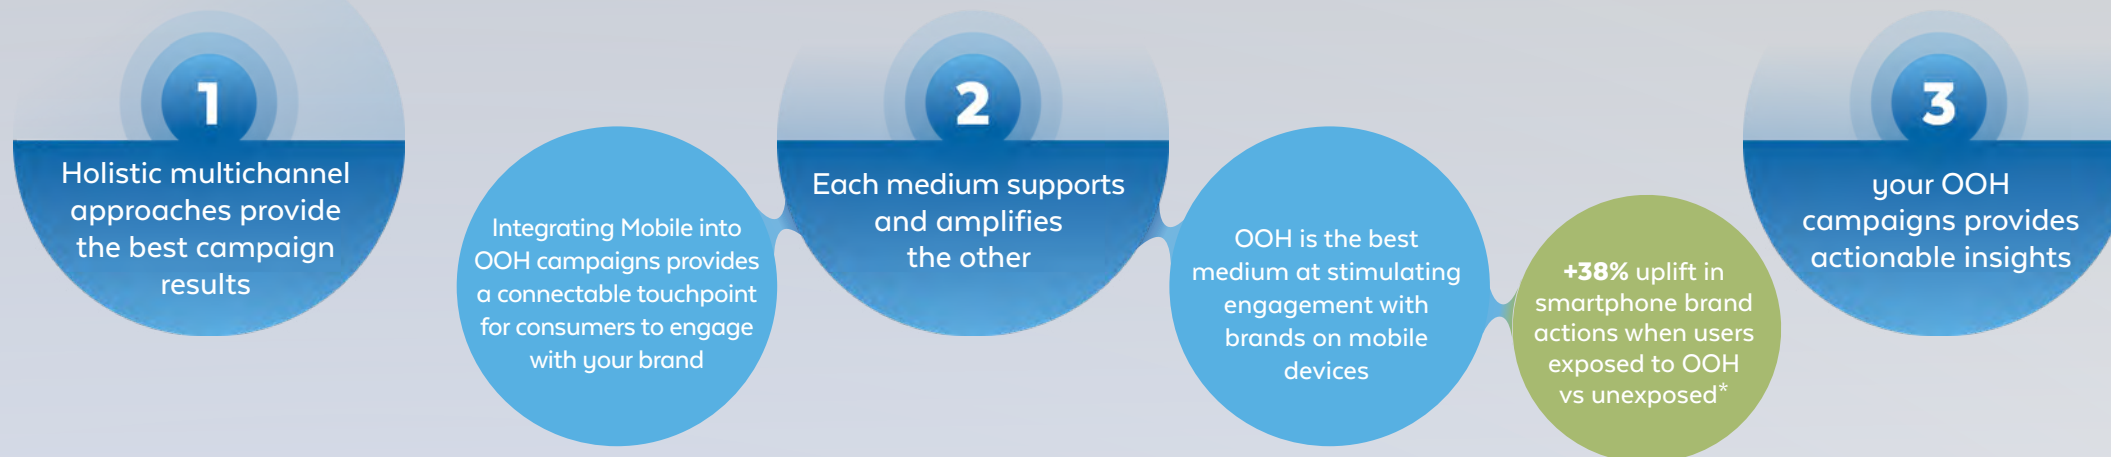 1
Holistic multichannel
approaches provide
the best campaign
results
Integrating Mobile into
OOH campaigns provides
a connectable touchpoint
for consumers to engage
with your brand
2
Each medium supports
and amplifies
the other
OOH is the best
medium at stimulating
engagement with
brands on mobile
devices
+38% uplift in
smartphone brand
actions when users
exposed to OOH
vs unexposed*
3
your OOH
campaigns provides
actionable insights